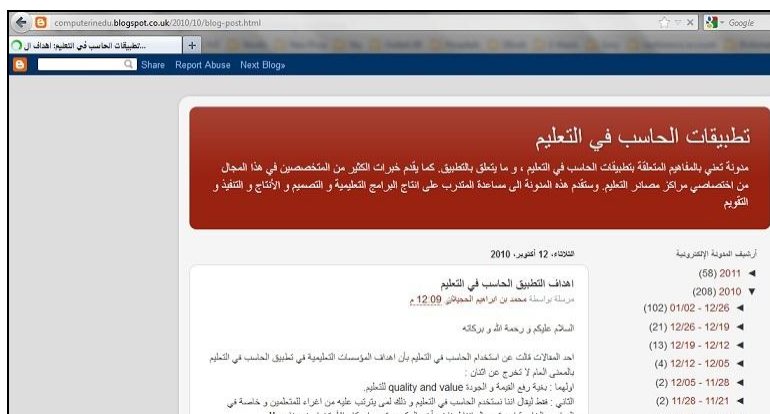 computerinedu.blogspot.co.uk/2010/10/blog-post.html
Google
تطبيقات الحاسب في التعليم: اهداف ال...
Share Report Abuse Next Blog»
تطبيقات الحاسب في التعليم
مدونة تعني بالمفاهيم المتعلقة بتطبيقات الحاسب في التعليم ، و ما يتعلق بالتطبيق. كما يقدم خبرات الكثير من المتخصصين في هذا المجال
من اختصاصي مراكز مصادر التعليم. وستقدم هذه المدونة الى مساعدة المتدرب على انتاج البرامج التعليمية و التصميم و الأنتاج و التنفيذ و
التقويم
الثلاثاء، 12 أكتوبر، 2010
اهداف التطبيق الحاسب في التعليم
مرسلة بواسطة محمد بن ابراهيم الحجيلان 12:09 م
السلام عليكم و رحمة الله و بركاته
احد المقالات قالت عن استخدام الحاسب في التعليم بأن اهداف المؤسسات التعليمية في تطبيق الحاسب في التعليم
بالمعنى العام لا تخرج عن اثنان :
اولهما : بغية رفع القيمة و الجودة quality and value للتعليم.
الثاني : فقط ليقال اننا نستخدم الحاسب في التعليم و ذلك لمى يترتب عليه من اغراء للمتعلمين و خاصة في
أرشيف المدونة الإلكترونية
◄ 2011 (58)
▼ 2010 (208)
◄ 12/26 - 01/02 (102)
◄ 12/19 - 12/26 (21)
◄ 12/12 - 12/19 (13)
◄ 12/05 - 12/12 (4)
◄ 11/28 - 12/05 (2)
◄ 11/21 - 11/28 (2)